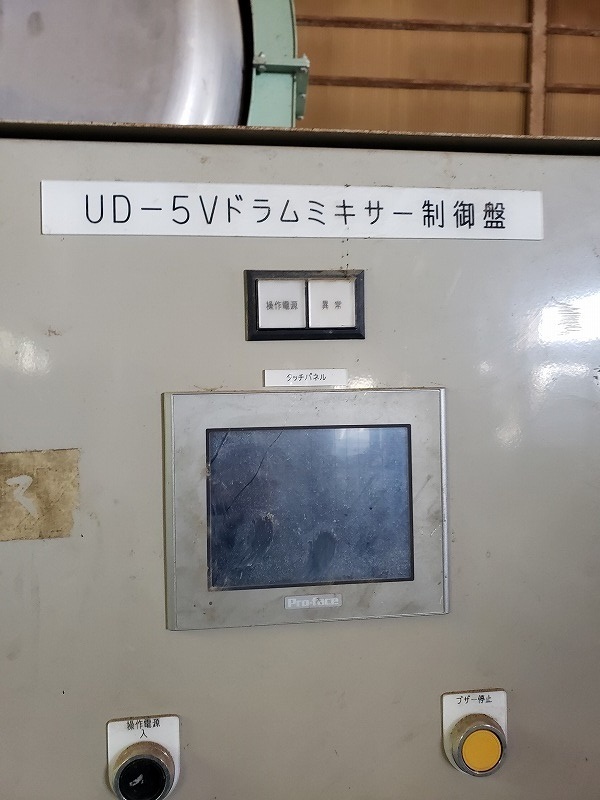 UD-5Vドラムミキサー制御盤
操作電源
異常
タッチパネル
て
Pro-face
操作電源
入
ブザー停止